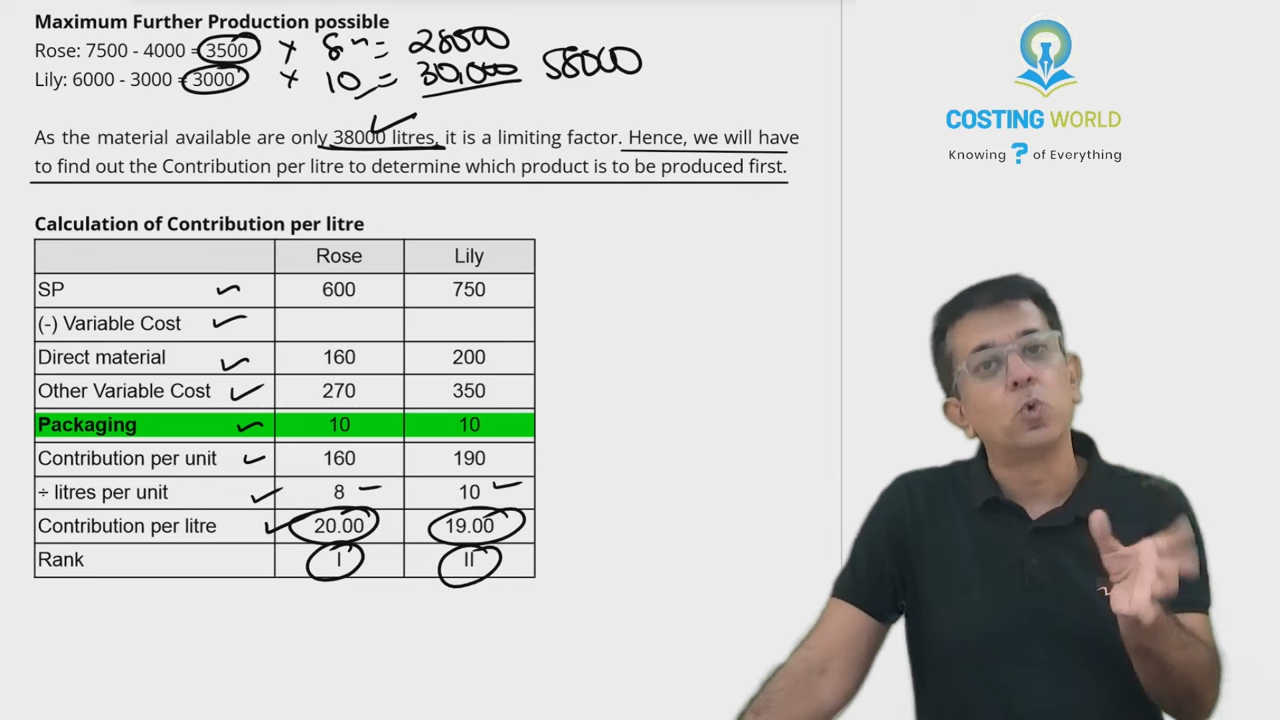 Maximum Further Production possible
Rose: 7500 - 4000 = 3500 × 8 = 28000
Lily: 6000 - 3000 = 3000 × 10 = 30,000 58000
As the material available are only 38000 litres, it is a limiting factor. Hence, we will have
to find out the Contribution per litre to determine which product is to be produced first.
Calculation of Contribution per litre
Rose Lily
SP 600 750
(-) Variable Cost
Direct material 160 200
Other Variable Cost 270 350
Packaging 10 10
Contribution per unit 160 190
÷ litres per unit 8 10
Contribution per litre 20.00 19.00
Rank I II
COSTING WORLD
Knowing ? of Everything